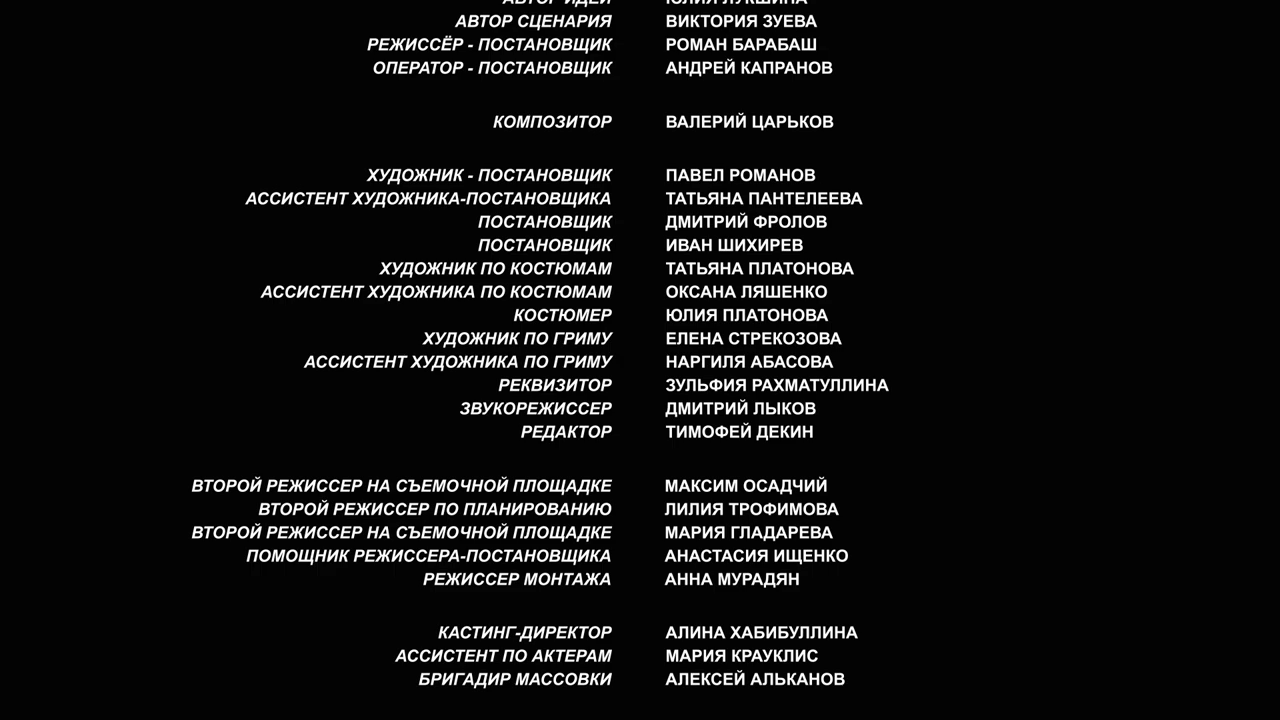 АВТОР ИДЕИ ЮЛИЯ ЛУКШИНА
АВТОР СЦЕНАРИЯ ВИКТОРИЯ ЗУЕВА
РЕЖИССЁР - ПОСТАНОВЩИК РОМАН БАРАБАШ
ОПЕРАТОР - ПОСТАНОВЩИК АНДРЕЙ КАПРАНОВ
КОМПОЗИТОР ВАЛЕРИЙ ЦАРЬКОВ
ХУДОЖНИК - ПОСТАНОВЩИК ПАВЕЛ РОМАНОВ
АССИСТЕНТ ХУДОЖНИКА-ПОСТАНОВЩИКА ТАТЬЯНА ПАНТЕЛЕЕВА
ПОСТАНОВЩИК ДМИТРИЙ ФРОЛОВ
ПОСТАНОВЩИК ИВАН ШИХИРЕВ
ХУДОЖНИК ПО КОСТЮМАМ ТАТЬЯНА ПЛАТОНОВА
АССИСТЕНТ ХУДОЖНИКА ПО КОСТЮМАМ ОКСАНА ЛЯШЕНКО
КОСТЮМЕР ЮЛИЯ ПЛАТОНОВА
ХУДОЖНИК ПО ГРИМУ ЕЛЕНА СТРЕКОЗОВА
АССИСТЕНТ ХУДОЖНИКА ПО ГРИМУ НАРГИЛЯ АБАСОВА
РЕКВИЗИТОР ЗУЛЬФИЯ РАХМАТУЛЛИНА
ЗВУКОРЕЖИССЕР ДМИТРИЙ ЛЫКОВ
РЕДАКТОР ТИМОФЕЙ ДЕКИН
ВТОРОЙ РЕЖИССЕР НА СЪЕМОЧНОЙ ПЛОЩАДКЕ МАКСИМ ОСАДЧИЙ
ВТОРОЙ РЕЖИССЕР ПО ПЛАНИРОВАНИЮ ЛИЛИЯ ТРОФИМОВА
ВТОРОЙ РЕЖИССЕР НА СЪЕМОЧНОЙ ПЛОЩАДКЕ МАРИЯ ГЛАДАРЕВА
ПОМОЩНИК РЕЖИССЕРА-ПОСТАНОВЩИКА АНАСТАСИЯ ИЩЕНКО
РЕЖИССЕР МОНТАЖА АННА МУРАДЯН
КАСТИНГ-ДИРЕКТОР АЛИНА ХАБИБУЛЛИНА
АССИСТЕНТ ПО АКТЕРАМ МАРИЯ КРАУКЛИС
БРИГАДИР МАССОВКИ АЛЕКСЕЙ АЛЬКАНОВ